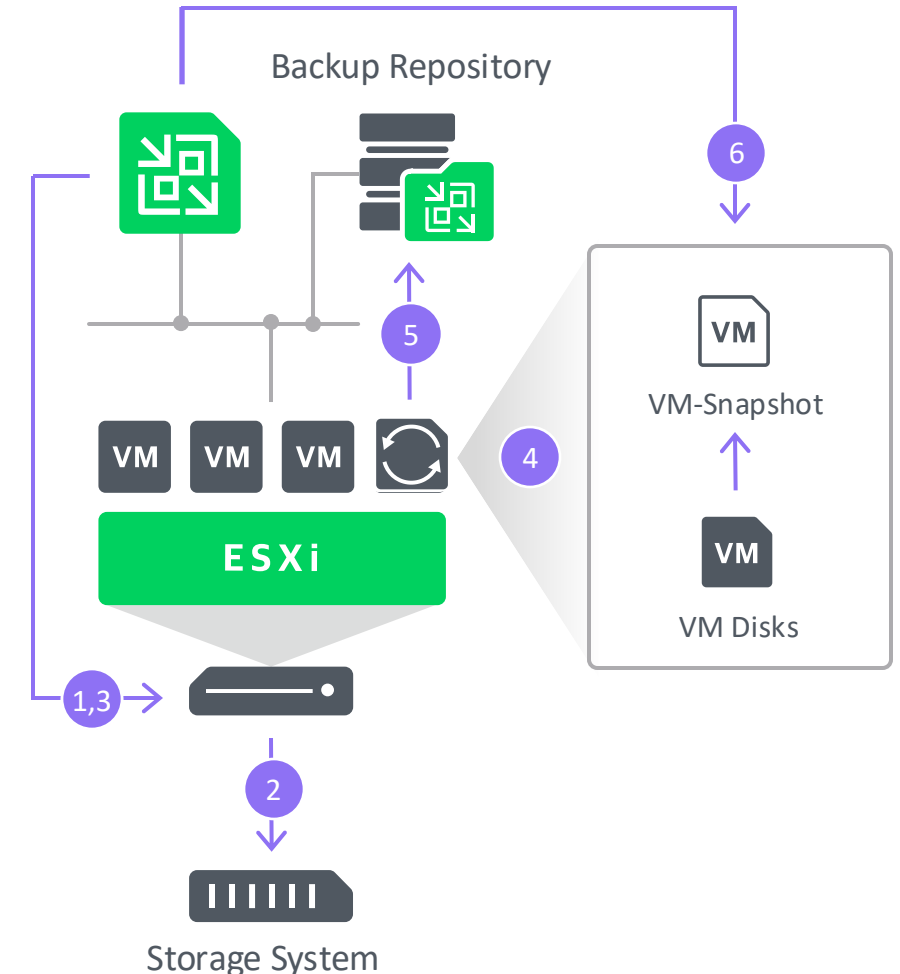 Backup Repository
6
5
VM
VM-Snapshot
VM VM VM
4
ESXi
VM
VM Disks
1,3
2
Storage System